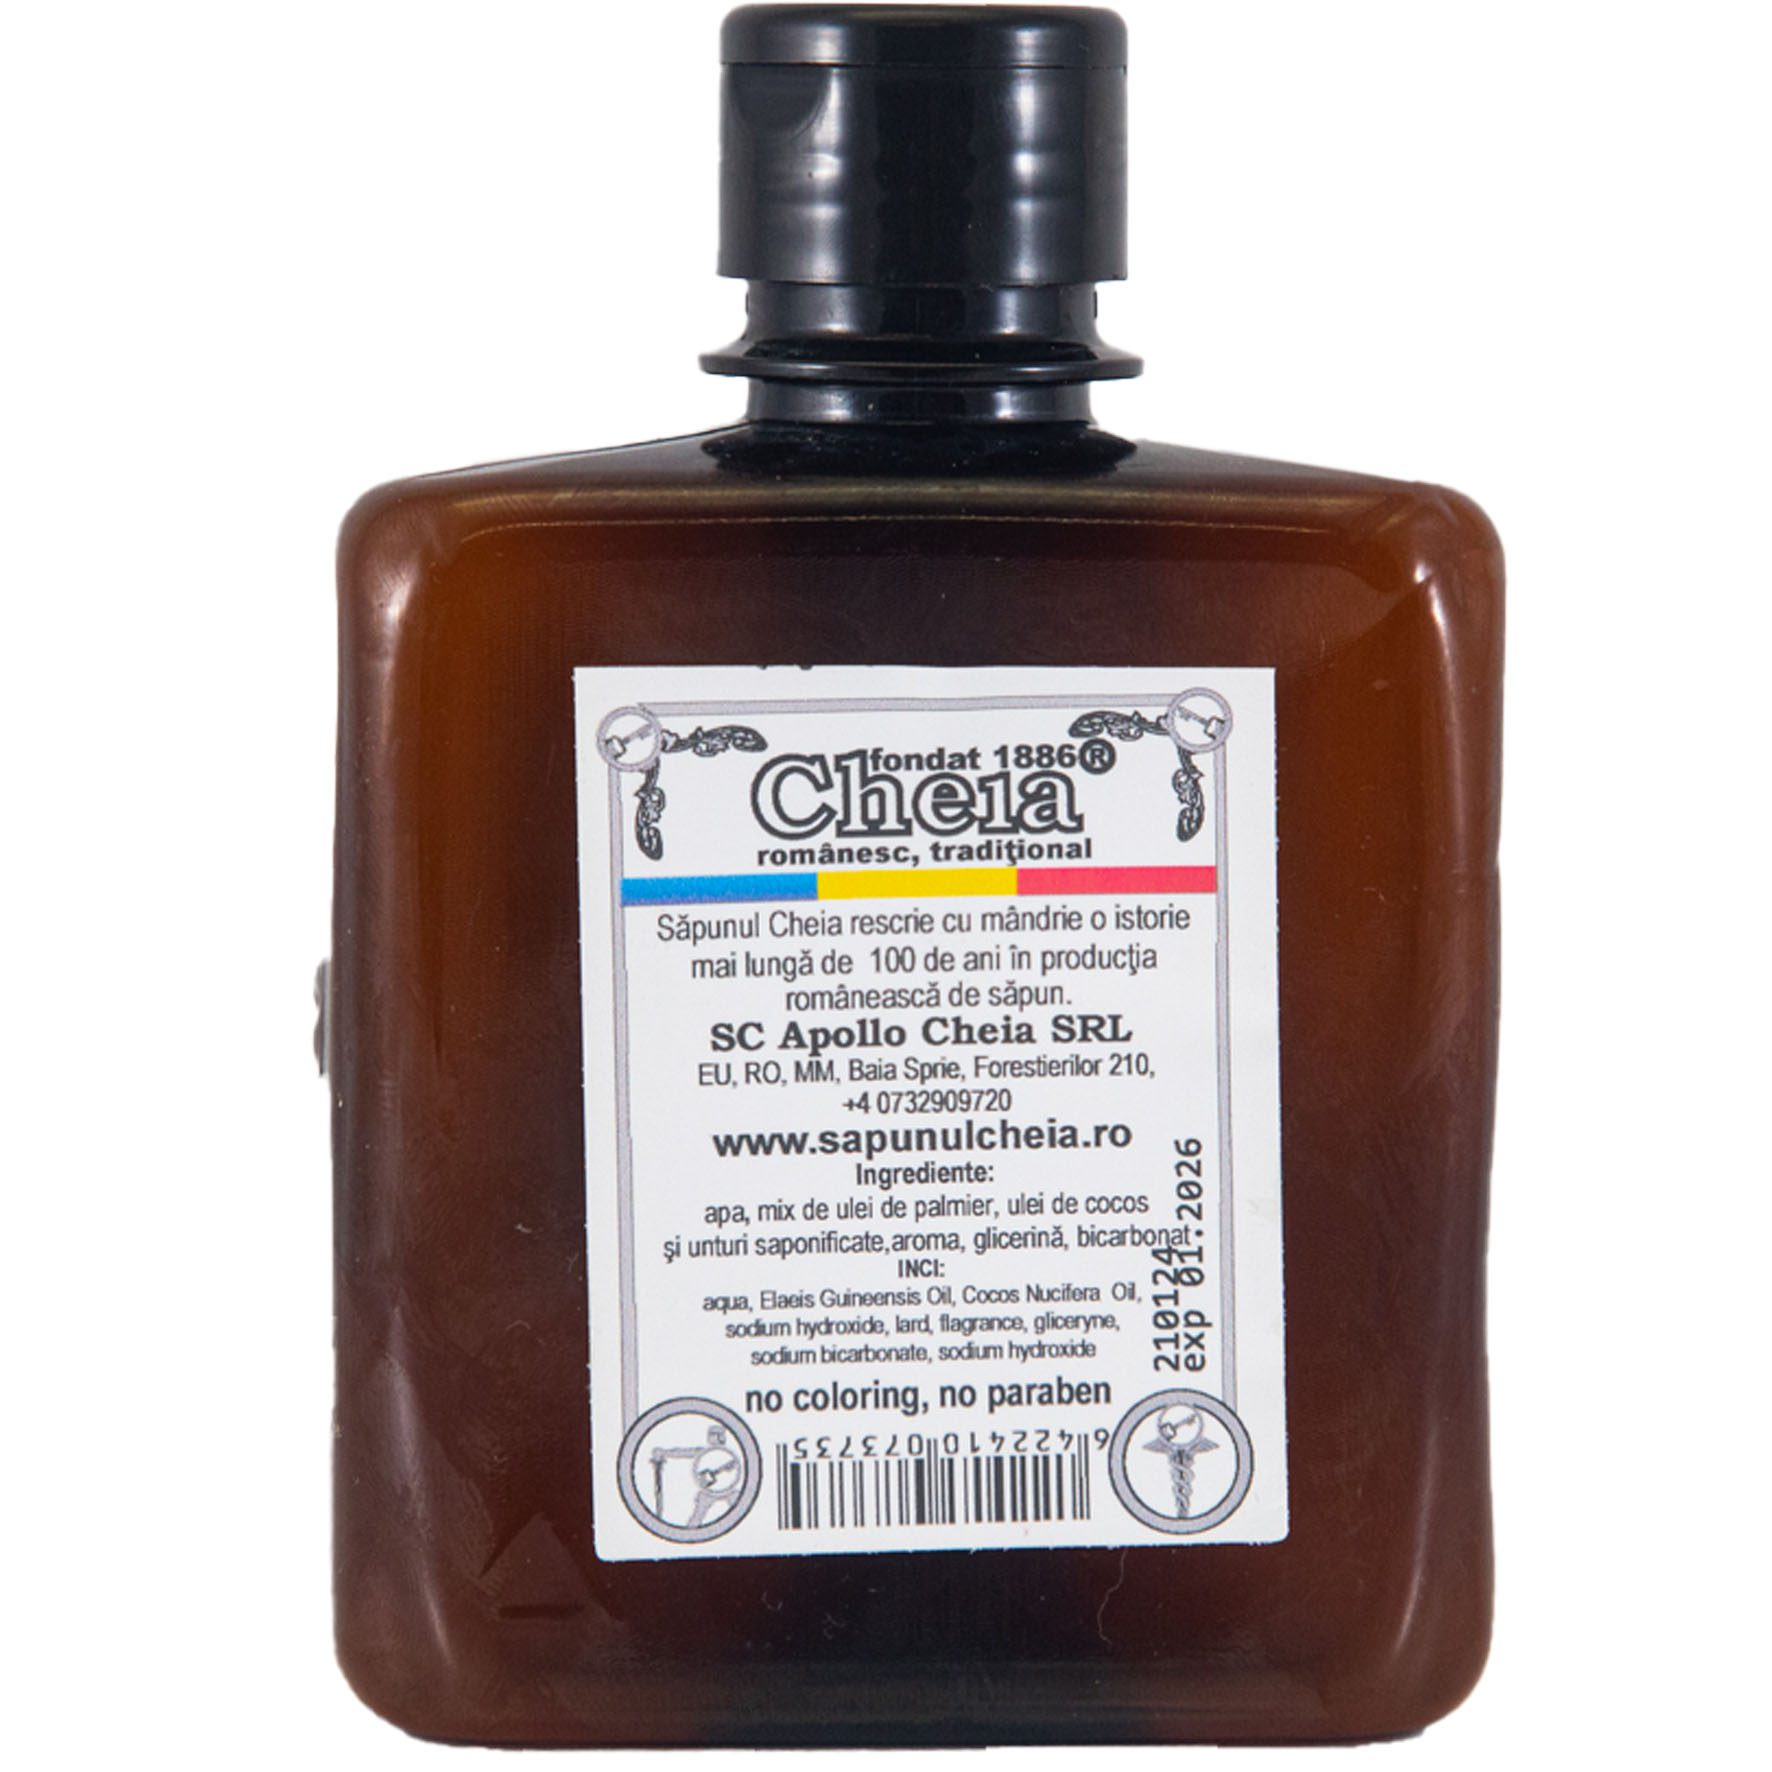 fondat 1886®
Cheia
românesc, tradiţional
Săpunul Cheia rescrie cu mândrie o istorie
mai lungă de 100 de ani în producţia
românească de săpun.
SC Apollo Cheia SRL
EU, RO, MM, Baia Sprie, Forestierilor 210,
+4 0732909720
www.sapunulcheia.ro
Ingrediente:
apa, mix de ulei de palmier, ulei de cocos
şi unturi saponificate,aroma, glicerină, bicarbonat
INCI:
aqua, Elaeis Guineensis Oil, Cocos Nucifera Oil,
sodium hydroxide, lard, flagrance, gliceryne,
sodium bicarbonate, sodium hydroxide
210124
exp 01.2026
no coloring, no paraben
6 422410 073735